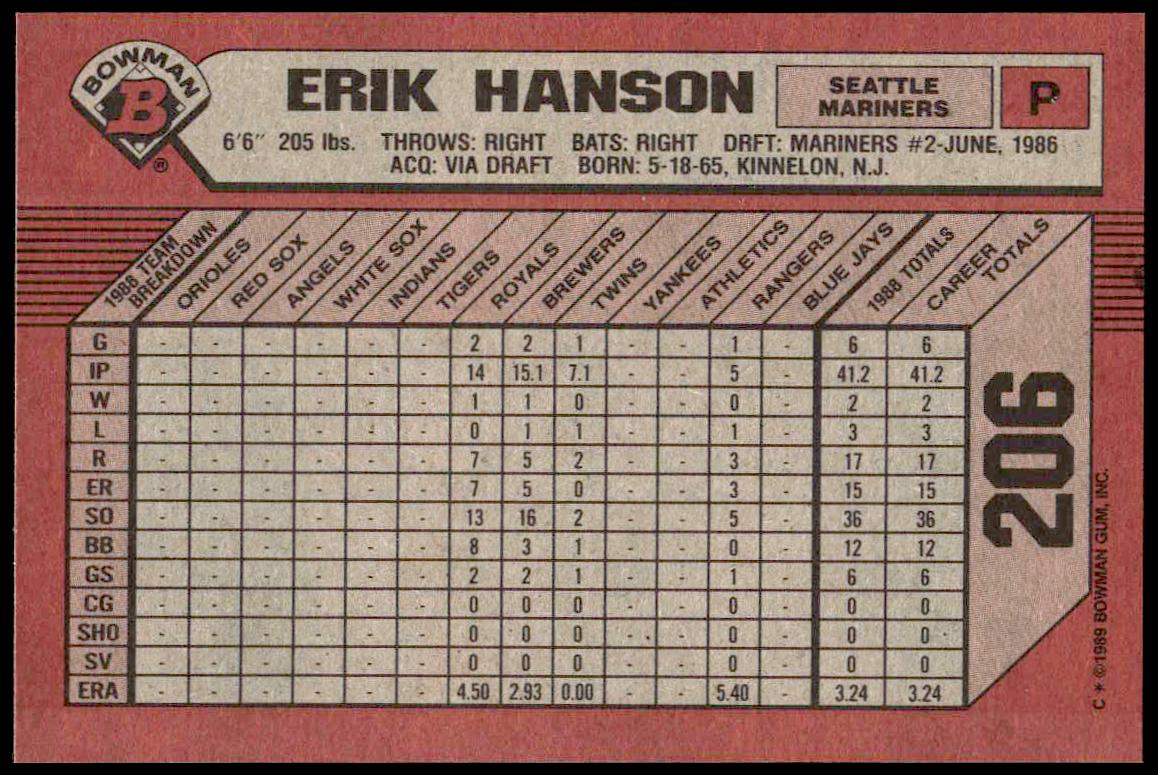 BOWMAN
B
®
ERIK HANSON
SEATTLE
MARINERS
P
6'6" 205 lbs. THROWS: RIGHT BATS: RIGHT DRFT: MARINERS #2-JUNE, 1986
ACQ: VIA DRAFT BORN: 5-18-65, KINNELON, N.J.
1988 TEAM BREAKDOWN ORIOLES RED SOX ANGELS WHITE SOX INDIANS TIGERS ROYALS BREWERS TWINS YANKEES ATHLETICS RANGERS BLUE JAYS 1988 TOTALS CAREER TOTALS
G - - - - - - 2 2 1 - - 1 - 6 6
IP - - - - - - 14 15.1 7.1 - - 5 - 41.2 41.2
W - - - - - - 1 1 0 - - 0 - 2 2
L - - - - - - 0 1 1 - - 1 - 3 3
R - - - - - - 7 5 2 - - 3 - 17 17
ER - - - - - - 7 5 0 - - 3 - 15 15
SO - - - - - - 13 16 2 - - 5 - 36 36
BB - - - - - - 8 3 1 - - 0 - 12 12
GS - - - - - - 2 2 1 - - 1 - 6 6
CG - - - - - - 0 0 0 - - 0 - 0 0
SHO - - - - - - 0 0 0 - - 0 - 0 0
SV - - - - - - 0 0 0 - - 0 - 0 0
ERA - - - - - - 4.50 2.93 0.00 - - 5.40 - 3.24 3.24
206
C * ©1989 BOWMAN GUM, INC.